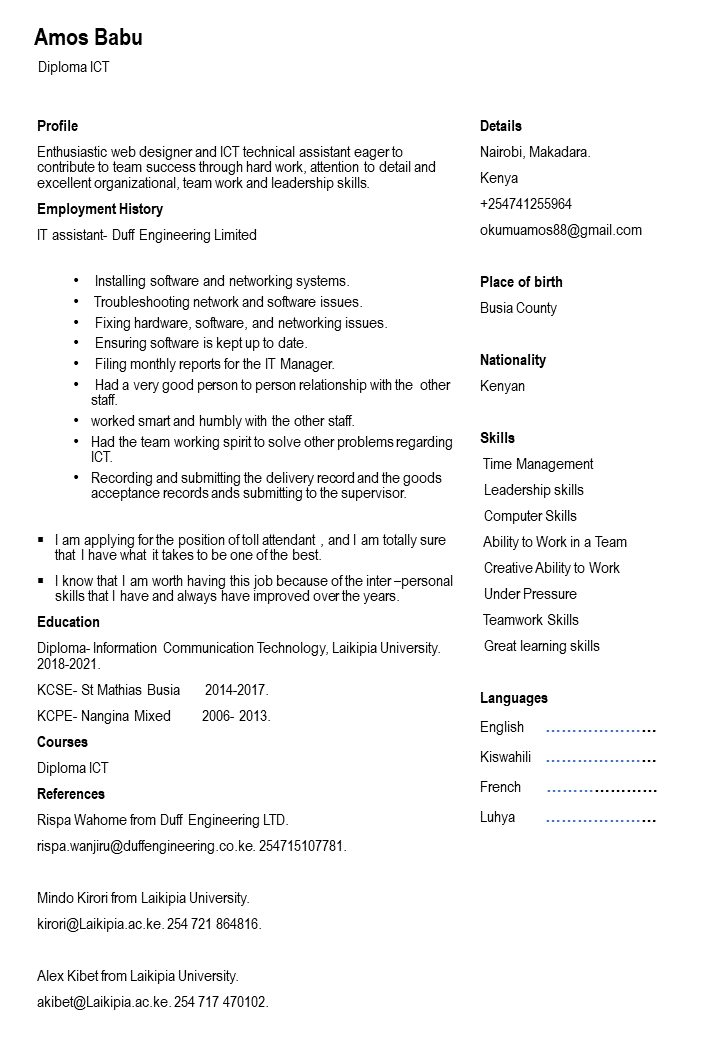 Amos Babu
Diploma ICT
Profile
Enthusiastic web designer and ICT technical assistant eager to
contribute to team success through hard work, attention to detail and
excellent organizational, team work and leadership skills.
Employment History
IT assistant- Duff Engineering Limited
• Installing software and networking systems.
• Troubleshooting network and software issues.
• Fixing hardware, software, and networking issues.
• Ensuring software is kept up to date.
• Filing monthly reports for the IT Manager.
• Had a very good person to person relationship with the other
staff.
• worked smart and humbly with the other staff.
• Had the team working spirit to solve other problems regarding
ICT.
• Recording and submitting the delivery record and the goods
acceptance records ands submitting to the supervisor.
▪ I am applying for the position of toll attendant , and I am totally sure
that I have what it takes to be one of the best.
▪ I know that I am worth having this job because of the inter –personal
skills that I have and always have improved over the years.
Education
Diploma- Information Communication Technology, Laikipia University.
2018-2021.
KCSE- St Mathias Busia 2014-2017.
KCPE- Nangina Mixed 2006- 2013.
Courses
Diploma ICT
References
Rispa Wahome from Duff Engineering LTD.
rispa.wanjiru@duffengineering.co.ke. 254715107781.
Mindo Kirori from Laikipia University.
kirori@Laikipia.ac.ke. 254 721 864816.
Alex Kibet from Laikipia University.
akibet@Laikipia.ac.ke. 254 717 470102.
Details
Nairobi, Makadara.
Kenya
+254741255964
okumuamos88@gmail.com
Place of birth
Busia County
Nationality
Kenyan
Skills
Time Management
Leadership skills
Computer Skills
Ability to Work in a Team
Creative Ability to Work
Under Pressure
Teamwork Skills
Great learning skills
Languages
English …………………
Kiswahili …………………
French …………………
Luhya …………………